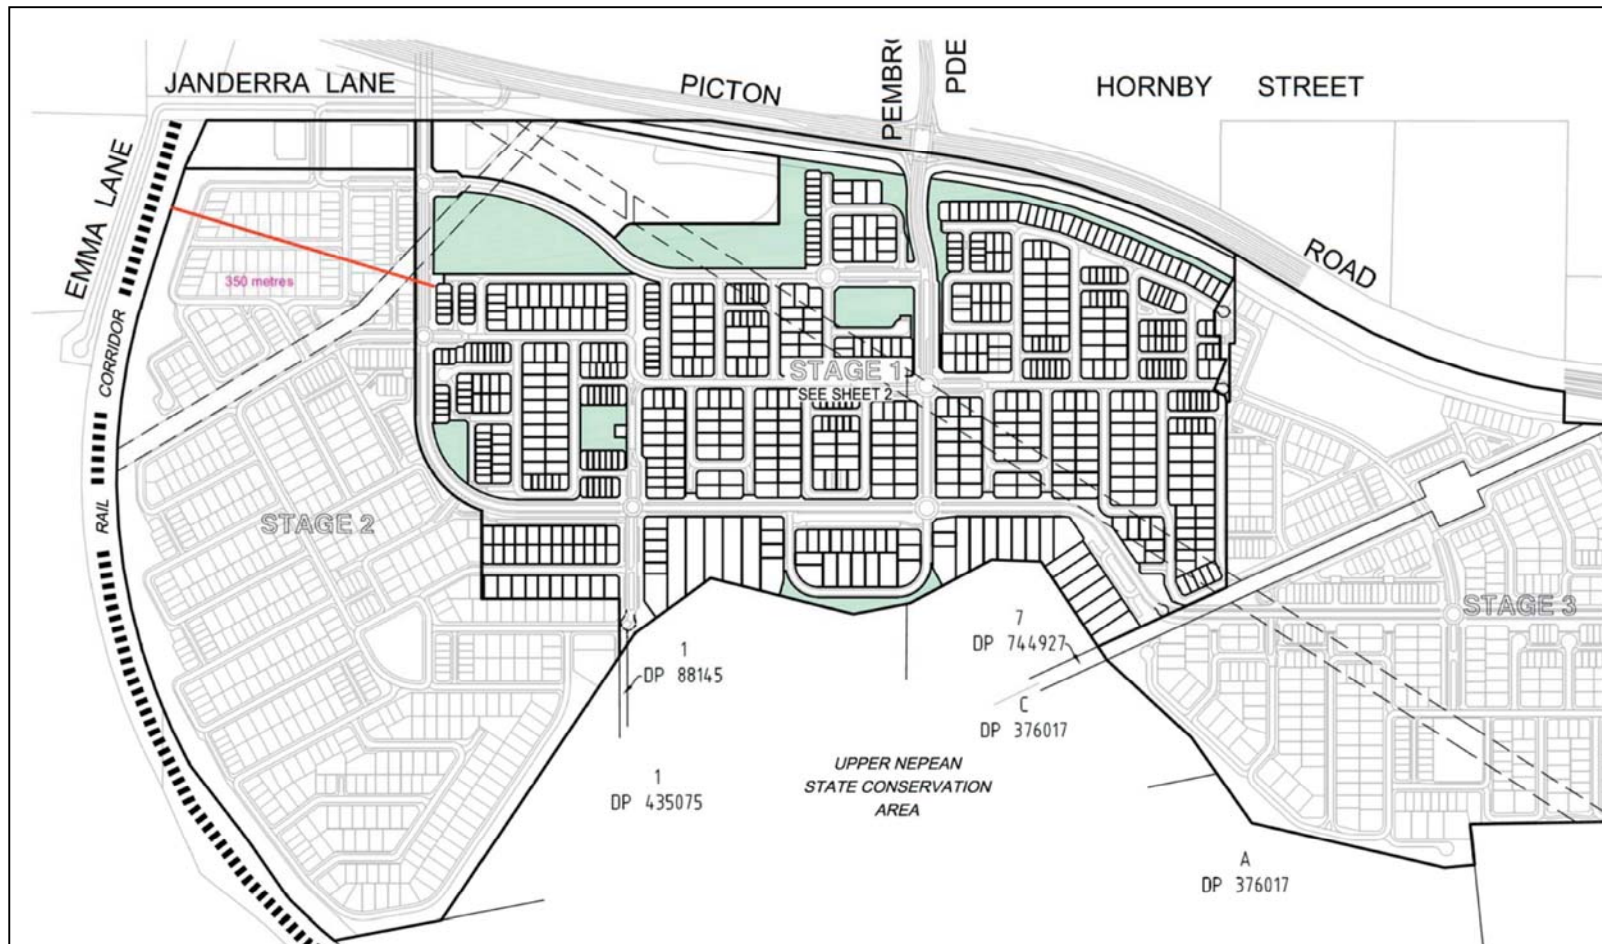 PEMBR
PDE
JANDERRA LANE
PICTON
HORNBY STREET
EMMA LANE
ROAD
350 metres
RAIL CORRIDOR
STAGE 1
SEE SHEET 2
STAGE 2
STAGE 3
7
DP 744927
1
DP 88145
C
DP 376017
1
DP 435075
UPPER NEPEAN
STATE CONSERVATION
AREA
A
DP 376017